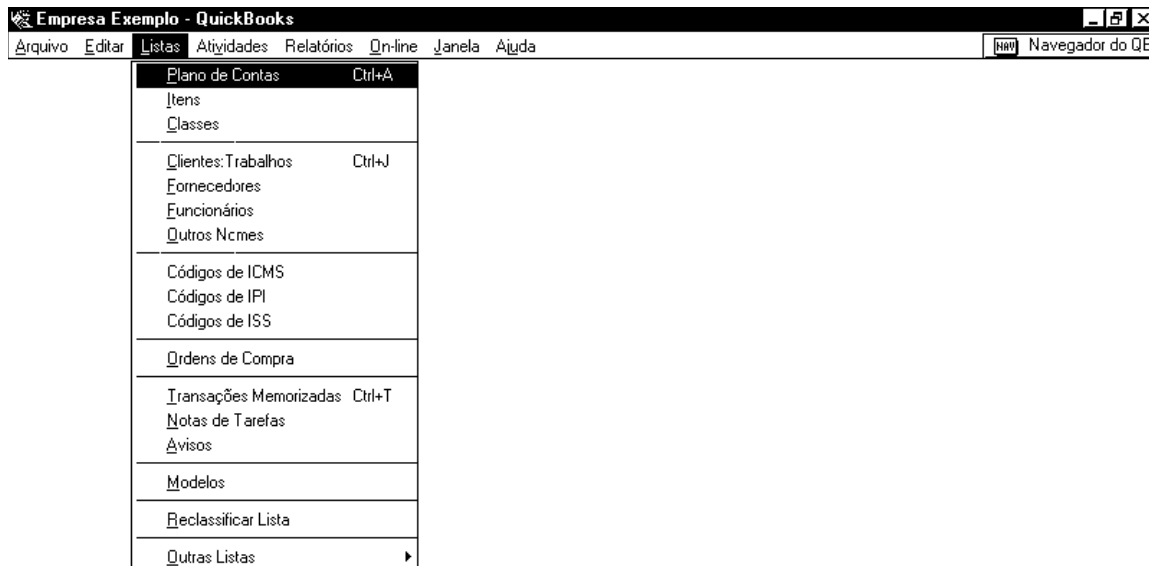 Empresa Exemplo - QuickBooks
Arquivo Editar Listas Atividades Relatórios On-line Janela Ajuda NAV Navegador do QB
Plano de Contas Ctrl+A
Itens
Classes
Clientes:Trabalhos Ctrl+J
Fornecedores
Funcionários
Outros Nomes
Códigos de ICMS
Códigos de IPI
Códigos de ISS
Ordens de Compra
Transações Memorizadas Ctrl+T
Notas de Tarefas
Avisos
Modelos
Reclassificar Lista
Outras Listas